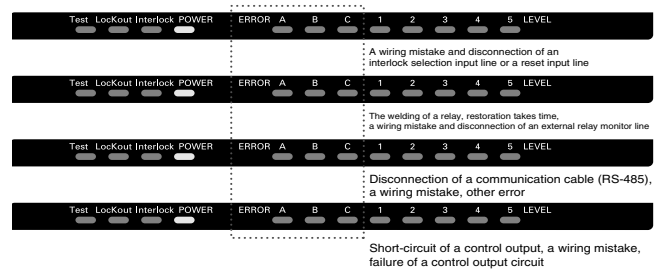 Test LocKout Interlock POWER ERROR A B C 1 2 3 4 5 LEVEL
A wiring mistake and disconnection of an
interlock selection input line or a reset input line
Test LocKout Interlock POWER ERROR A B C 1 2 3 4 5 LEVEL
The welding of a relay, restoration takes time,
a wiring mistake and disconnection of an external relay monitor line
Test LocKout Interlock POWER ERROR A B C 1 2 3 4 5 LEVEL
Disconnection of a communication cable (RS-485),
a wiring mistake, other error
Test LocKout Interlock POWER ERROR A B C 1 2 3 4 5 LEVEL
Short-circuit of a control output, a wiring mistake,
failure of a control output circuit